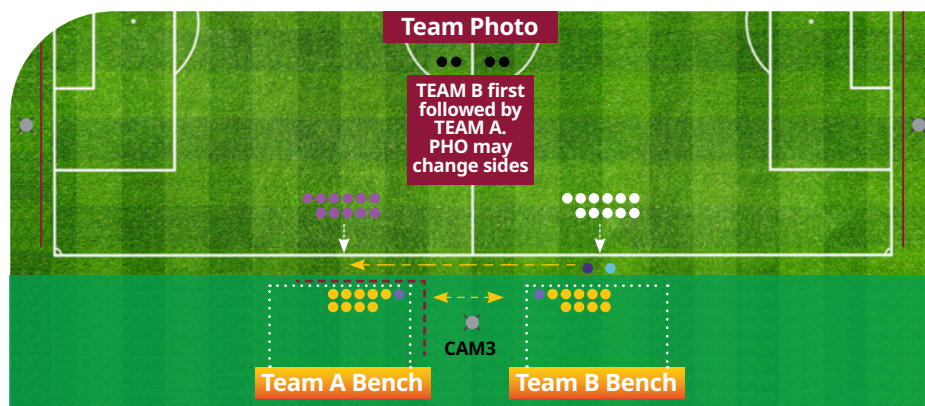 Team Photo
TEAM B first
followed by
TEAM A.
PHO may
change sides
CAM3
Team A Bench
Team B Bench